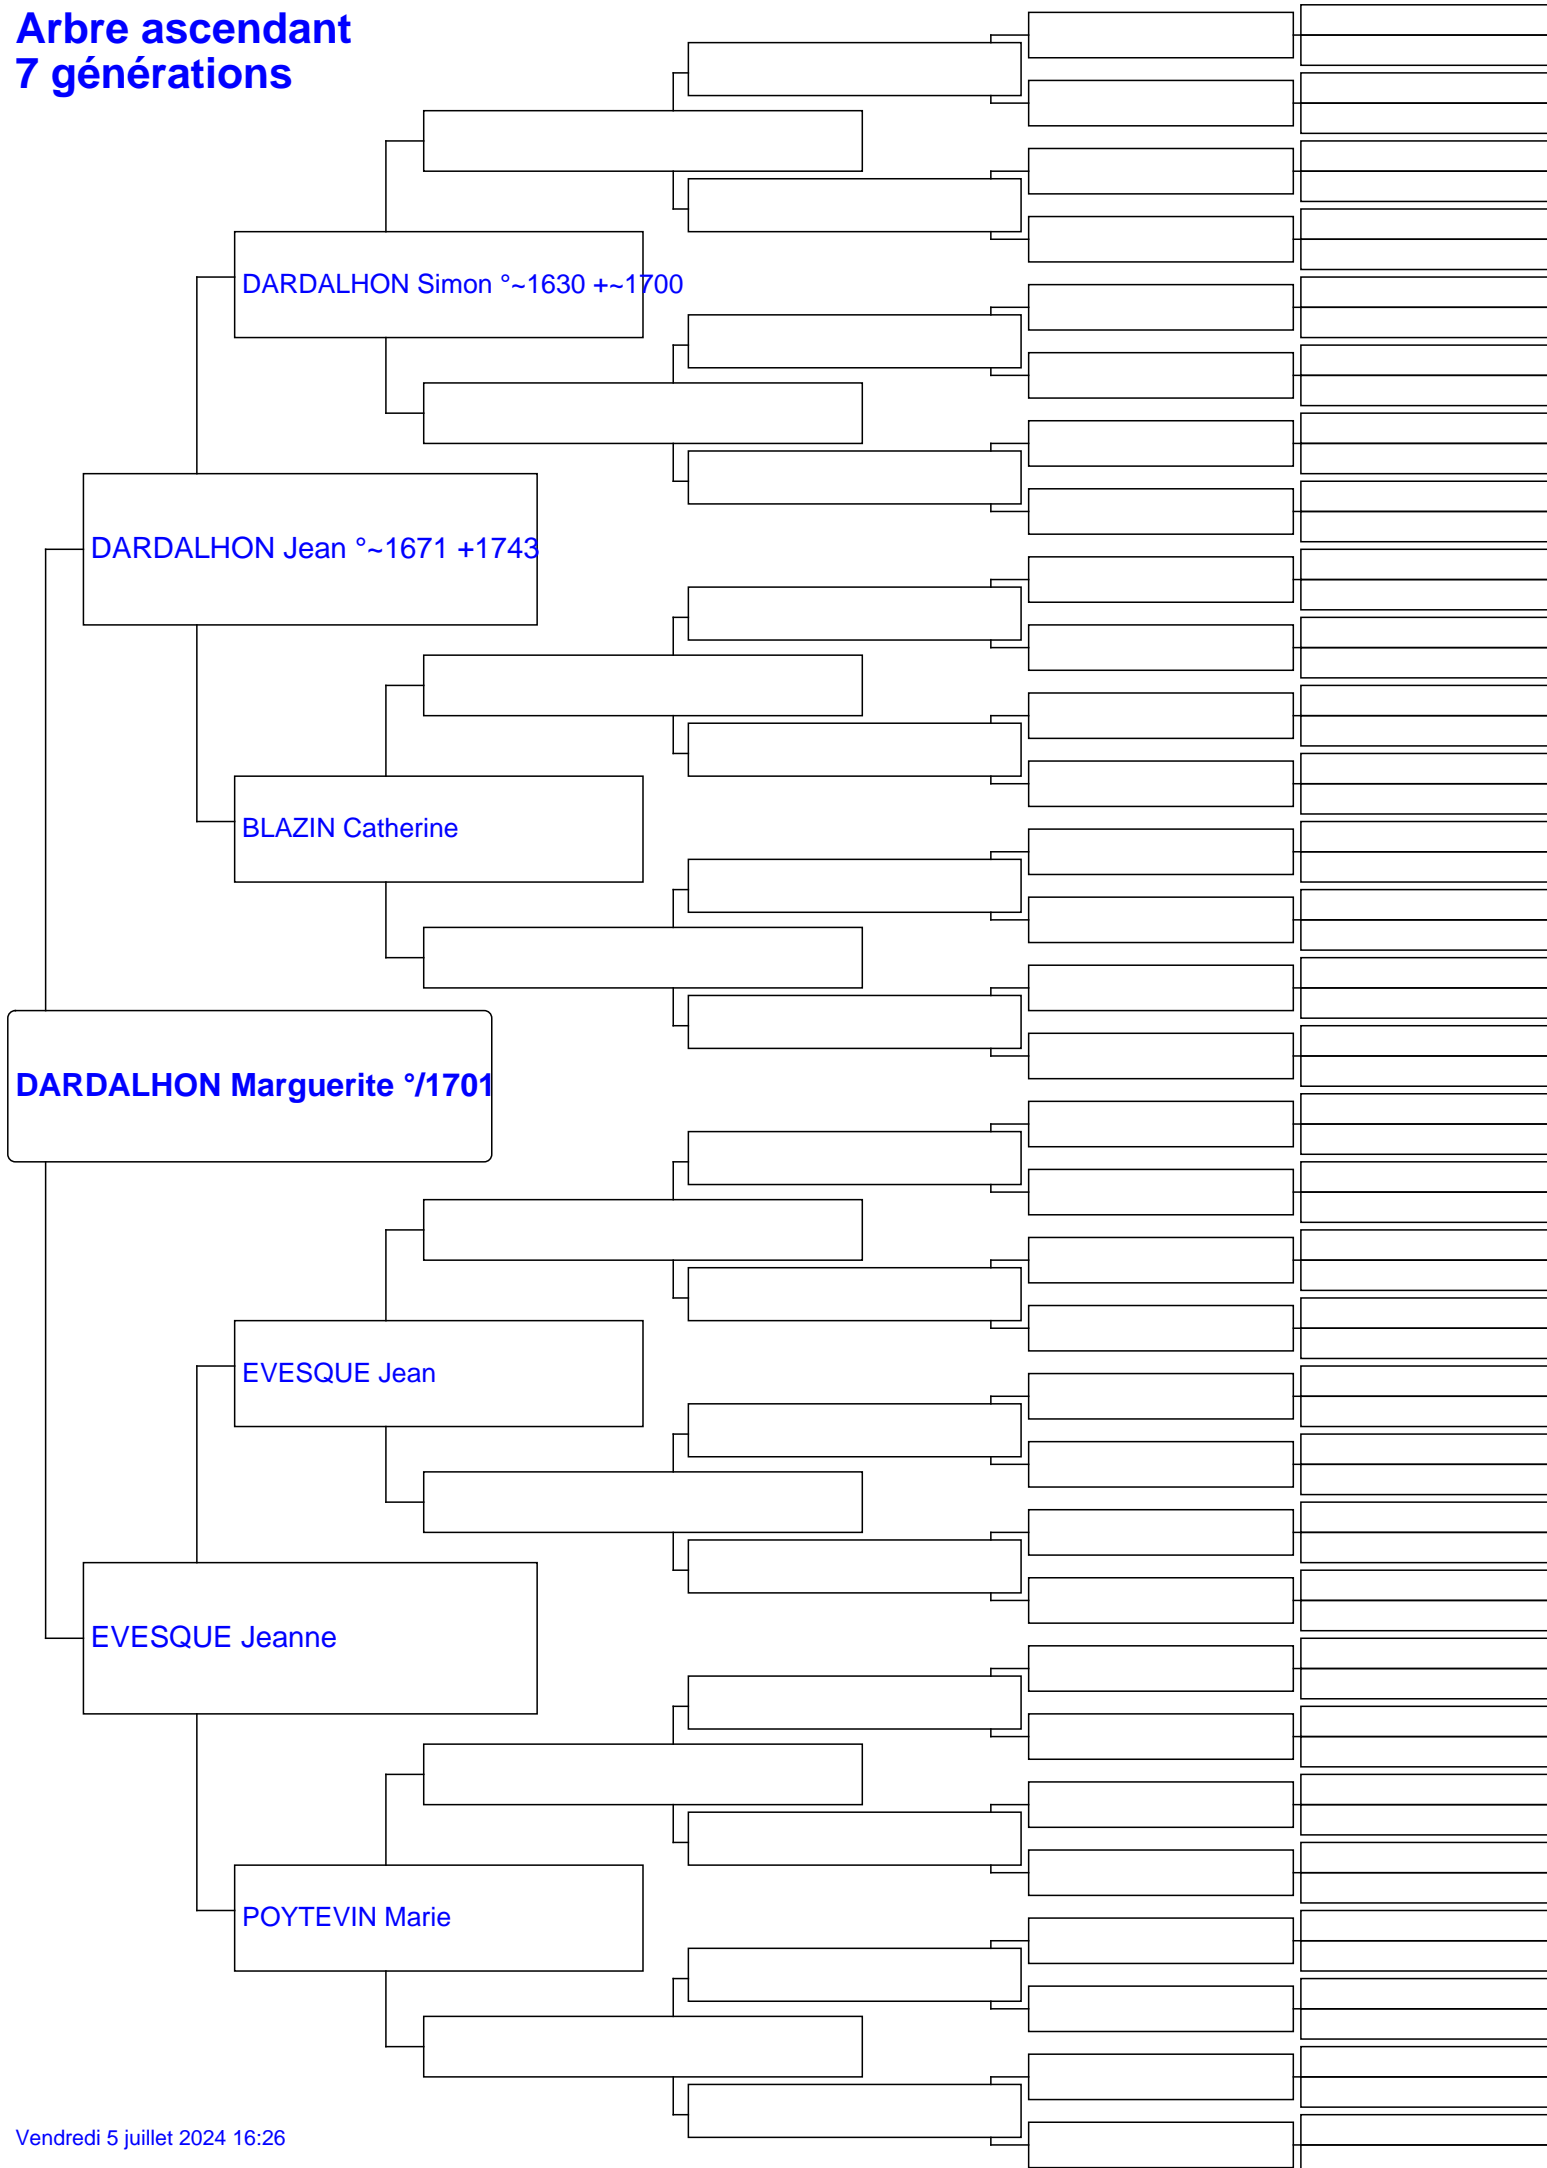 Arbre ascendant
7 générations
DARDALHON Simon °~1630 +~1700
DARDALHON Jean °~1671 +1743
BLAZIN Catherine
DARDALHON Marguerite °/1701
EVESQUE Jean
EVESQUE Jeanne
POYTEVIN Marie
Vendredi 5 juillet 2024 16:26